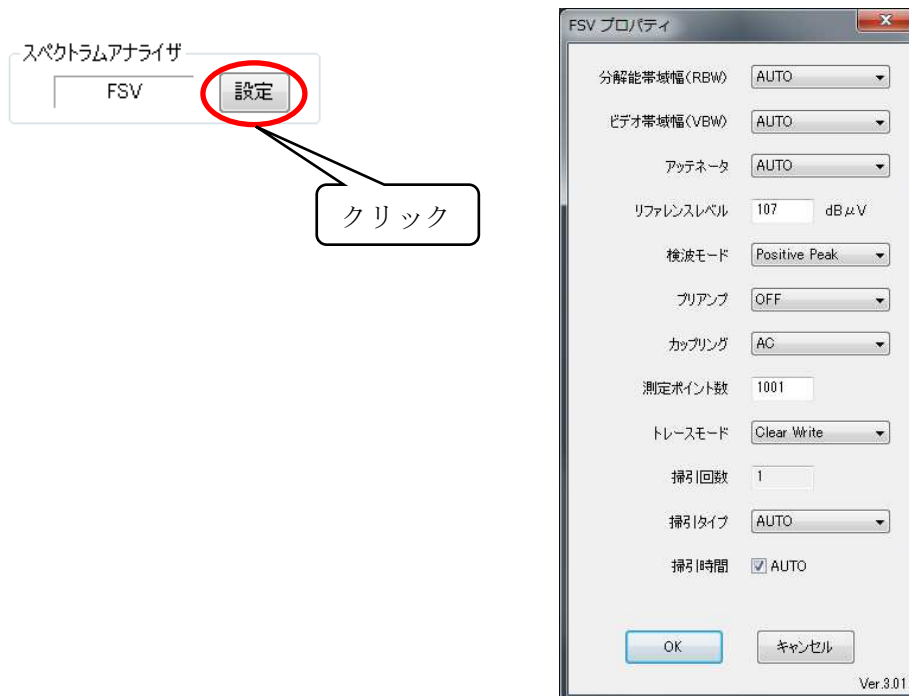 スペクトラムアナライザ
FSV 設定
クリック
FSV プロパティ
分解能帯域幅(RBW) AUTO
ビデオ帯域幅(VBW) AUTO
アッテネータ AUTO
リファレンスレベル 107 dBμV
検波モード Positive Peak
プリアンプ OFF
カップリング AC
測定ポイント数 1001
トレースモード Clear Write
掃引回数 1
掃引タイプ AUTO
掃引時間 AUTO
OK キャンセル
Ver.3.01